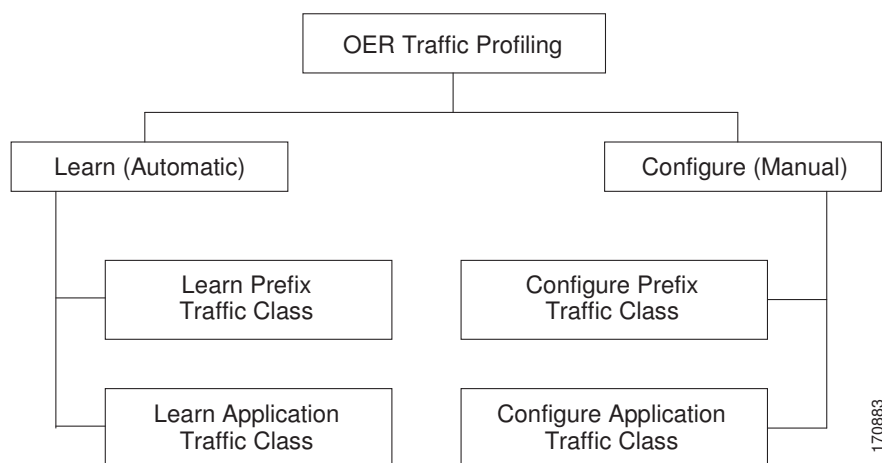 OER Traffic Profiling
Learn (Automatic)
Configure (Manual)
Learn Prefix
Traffic Class
Configure Prefix
Traffic Class
Learn Application
Traffic Class
Configure Application
Traffic Class
170883